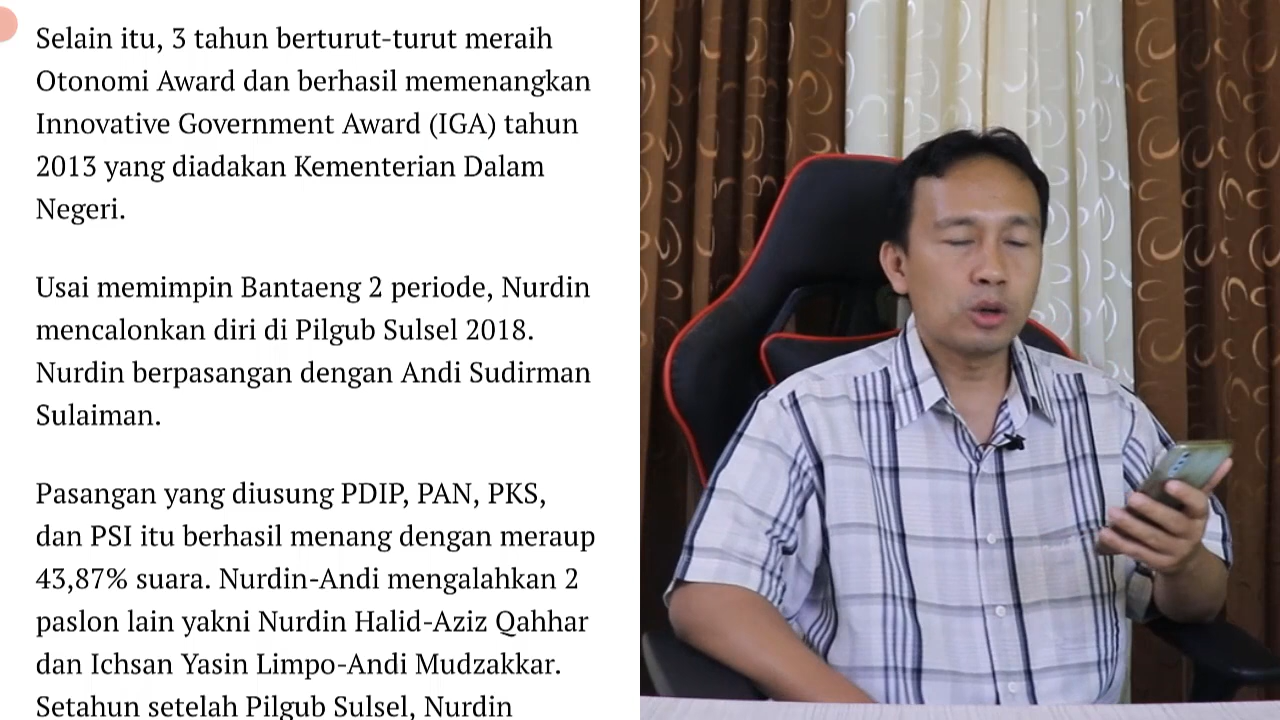 Selain itu, 3 tahun berturut-turut meraih
Otonomi Award dan berhasil memenangkan
Innovative Government Award (IGA) tahun
2013 yang diadakan Kementerian Dalam
Negeri.
Usai memimpin Bantaeng 2 periode, Nurdin
mencalonkan diri di Pilgub Sulsel 2018.
Nurdin berpasangan dengan Andi Sudirman
Sulaiman.
Pasangan yang diusung PDIP, PAN, PKS,
dan PSI itu berhasil menang dengan meraup
43,87% suara. Nurdin-Andi mengalahkan 2
paslon lain yakni Nurdin Halid-Aziz Qahhar
dan Ichsan Yasin Limpo-Andi Mudzakkar.
Setahun setelah Pilgub Sulsel, Nurdin